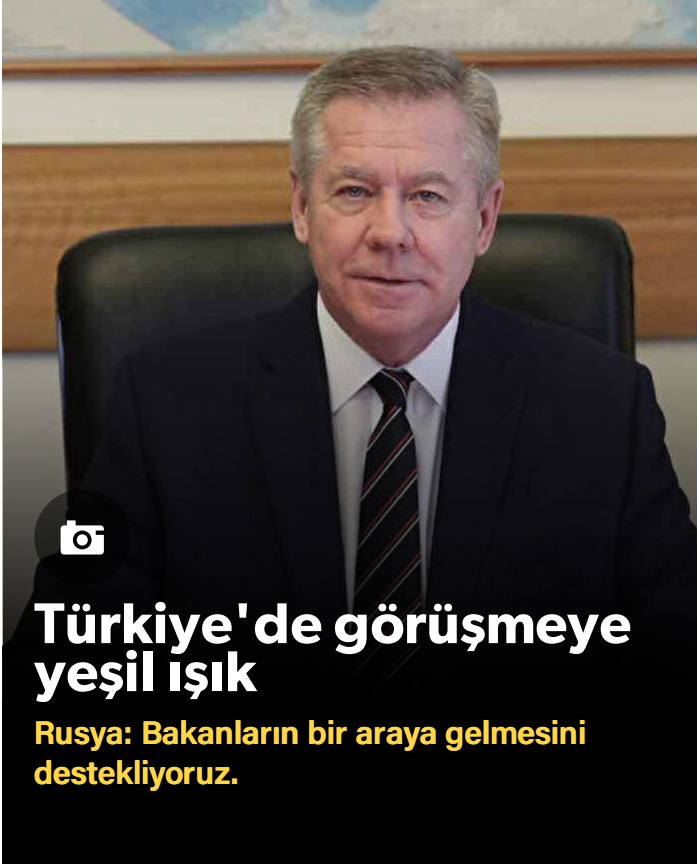 Türkiye'de görüşmeye
yeşil ışık
Rusya: Bakanların bir araya gelmesini
destekliyoruz.